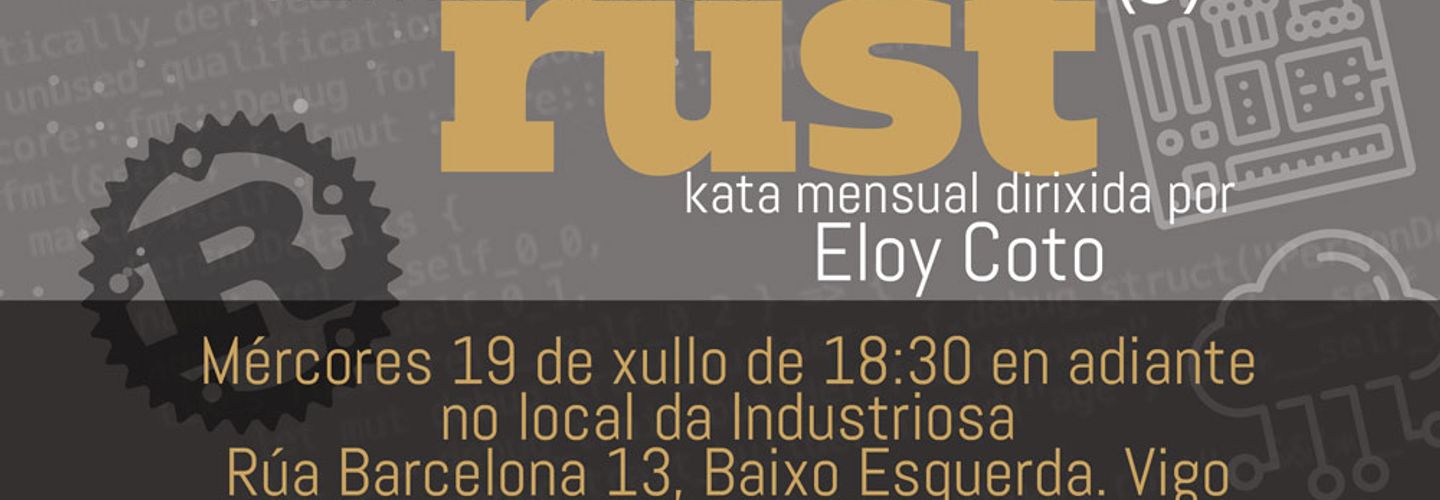 rust
kata mensual dirixida por
Eloy Coto
Mércores 19 de xullo de 18:30 en adiante
no local da Industriosa
Rúa Barcelona 13, Baixo Esquerda. Vigo